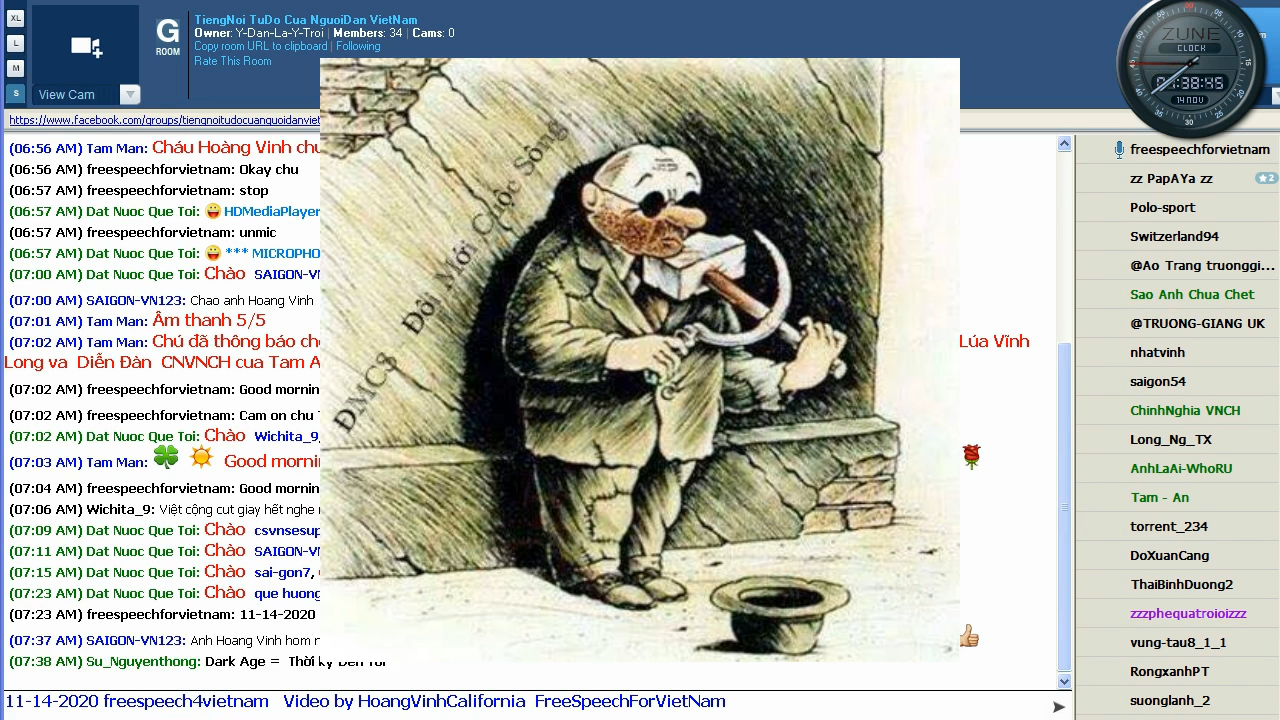 XL
L
M
S
View Cam
G
ROOM
TiengNoi TuDo Cua NguoiDan VietNam
Owner: Y-Dan-La-Y-Troi | Members: 34 | Cams: 0
Copy room URL to clipboard | Following
Rate This Room
ZUNE
CLOCK
14 NOV
https://www.facebook.com/groups/tiengnoitudocuanguoidanviet
(06:56 AM) Tam Man: Cháu Hoàng Vinh chu
(06:56 AM) freespeechforvietnam: Okay chu
(06:57 AM) freespeechforvietnam: stop
(06:57 AM) Dat Nuoc Que Toi: HDMediaPlayer
(06:57 AM) freespeechforvietnam: unmic
(06:57 AM) Dat Nuoc Que Toi: *** MICROPHO
(07:00 AM) Dat Nuoc Que Toi: Chào SAIGON-VN
(07:00 AM) SAIGON-VN123: Chao anh Hoang Vinh
(07:01 AM) Tam Man: Âm thanh 5/5
(07:02 AM) Tam Man: Chú đã thông báo ch Lúa Vĩnh
Long va Diễn Đàn CNVNCH cua Tam A
(07:02 AM) freespeechforvietnam: Good mornin
(07:02 AM) freespeechforvietnam: Cam on chu
(07:02 AM) Dat Nuoc Que Toi: Chào Wichita_9,
(07:03 AM) Tam Man: Good mornin
(07:04 AM) freespeechforvietnam: Good mornin
(07:06 AM) Wichita_9: Việt cộng cut giay hết nghe
(07:09 AM) Dat Nuoc Que Toi: Chào csvnsesup
(07:11 AM) Dat Nuoc Que Toi: Chào SAIGON-VN
(07:15 AM) Dat Nuoc Que Toi: Chào sai-gon7,
(07:23 AM) Dat Nuoc Que Toi: Chào que huong
(07:23 AM) freespeechforvietnam: 11-14-2020
(07:37 AM) SAIGON-VN123: Anh Hoang Vinh hom
(07:38 AM) Su_Nguyenthong: Dark Age = Thời kỳ Đen Tối
ĐMCS Đổi Mới Cuộc Sống
freespeechforvietnam
zz PapAYa zz
2
Polo-sport
Switzerland94
@Ao Trang truonggi...
Sao Anh Chua Chet
@TRUONG-GIANG UK
nhatvinh
saigon54
ChinhNghia VNCH
Long_Ng_TX
AnhLaAi-WhoRU
Tam - An
torrent_234
DoXuanCang
ThaiBinhDuong2
zzzphequatroioizzz
vung-tau8_1_1
RongxanhPT
suonglanh_2
11-14-2020 freespeech4vietnam Video by HoangVinhCalifornia FreeSpeechForVietNam